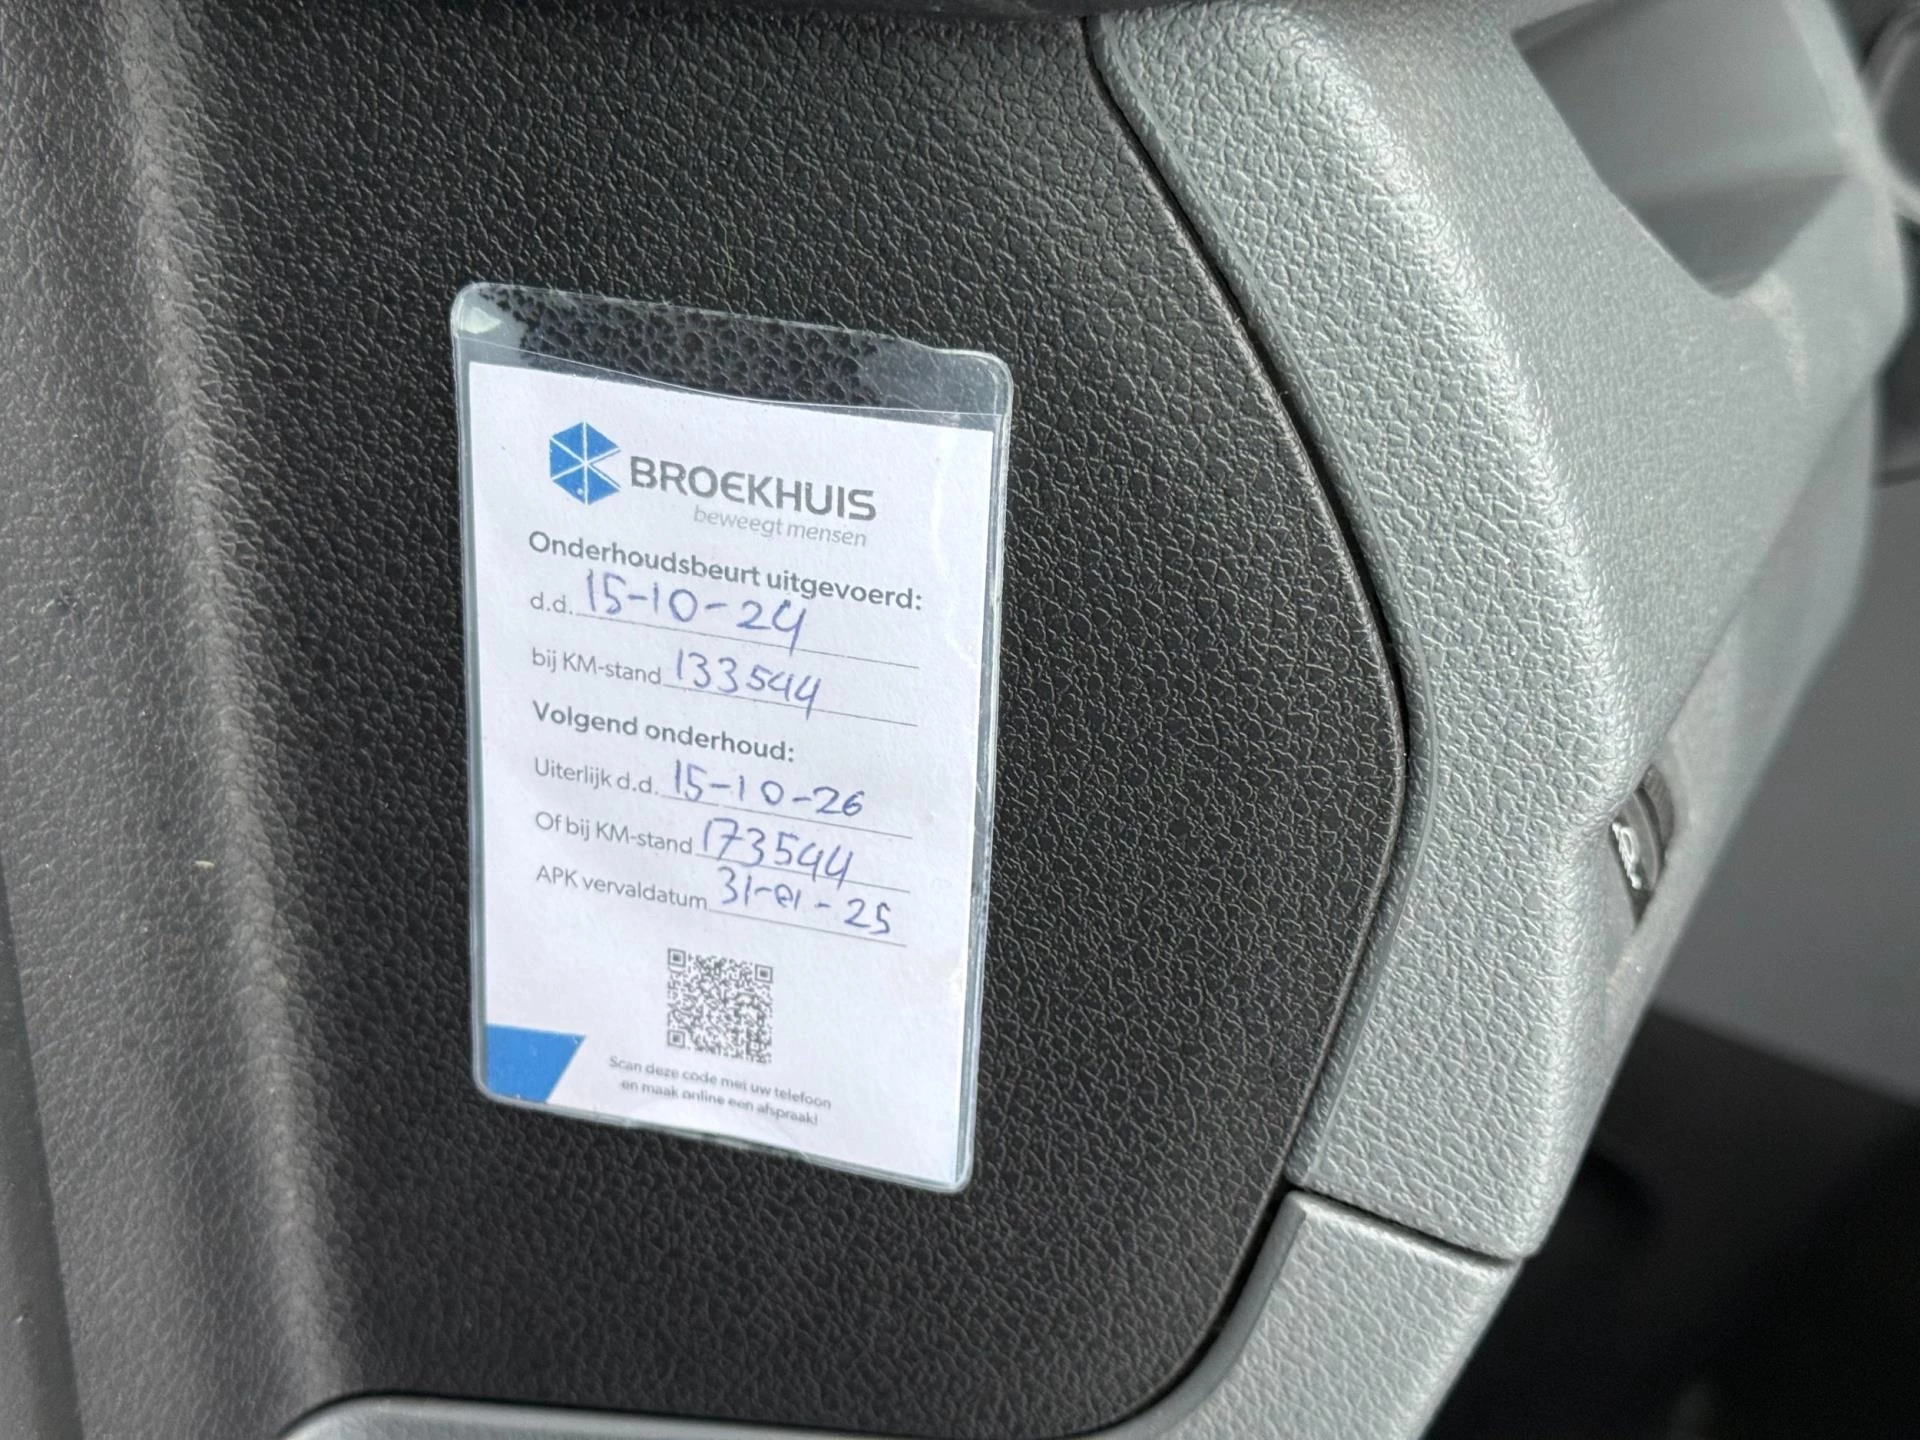 BROEKHUIS
beweegt mensen
Onderhoudsbeurt uitgevoerd:
d.d. 15-10-24
bij KM-stand 133544
Volgend onderhoud:
Uiterlijk d.d. 15-10-26
Of bij KM-stand 173544
APK vervaldatum 31-01-25
Scan deze code met uw telefoon
en maak online een afspraak!